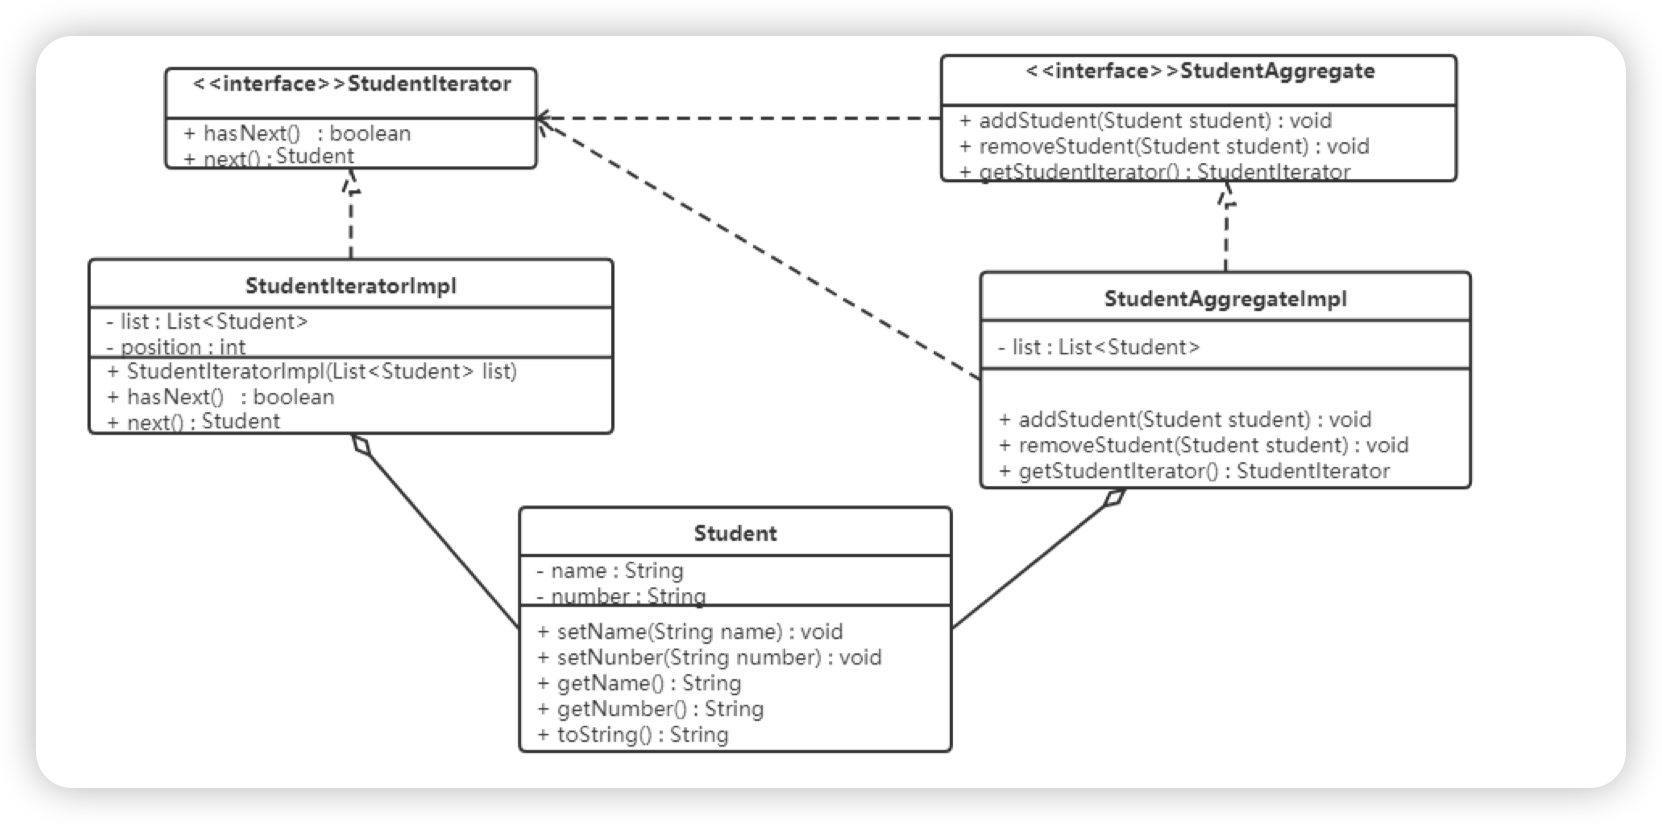 <<interface>>StudentIterator
+ hasNext() : boolean
+ next() : Student
<<interface>>StudentAggregate
+ addStudent(Student student) : void
+ removeStudent(Student student) : void
+ getStudentIterator() : StudentIterator
StudentIteratorImpl
- list : List<Student>
- position : int
+ StudentIteratorImpl(List<Student> list)
+ hasNext() : boolean
+ next() : Student
StudentAggregateImpl
- list : List<Student>
+ addStudent(Student student) : void
+ removeStudent(Student student) : void
+ getStudentIterator() : StudentIterator
Student
- name : String
- number : String
+ setName(String name) : void
+ setNunber(String number) : void
+ getName() : String
+ getNumber() : String
+ toString() : String